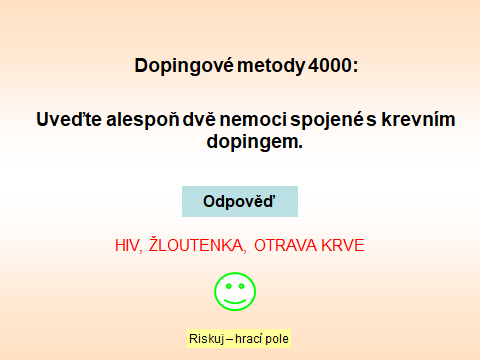 Dopingové metody 4000:
Uveďte alespoň dvě nemoci spojené s krevním
dopingem.
Odpověď
HIV, ŽLOUTENKA, OTRAVA KRVE
Riskuj – hrací pole